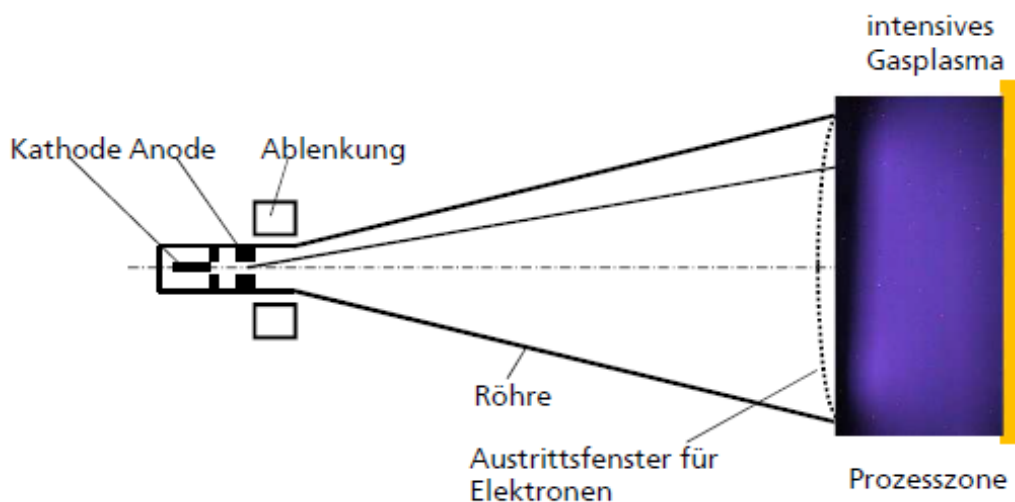 intensives
Gasplasma
Kathode Anode
Ablenkung
Röhre
Austrittsfenster für
Elektronen
Prozesszone